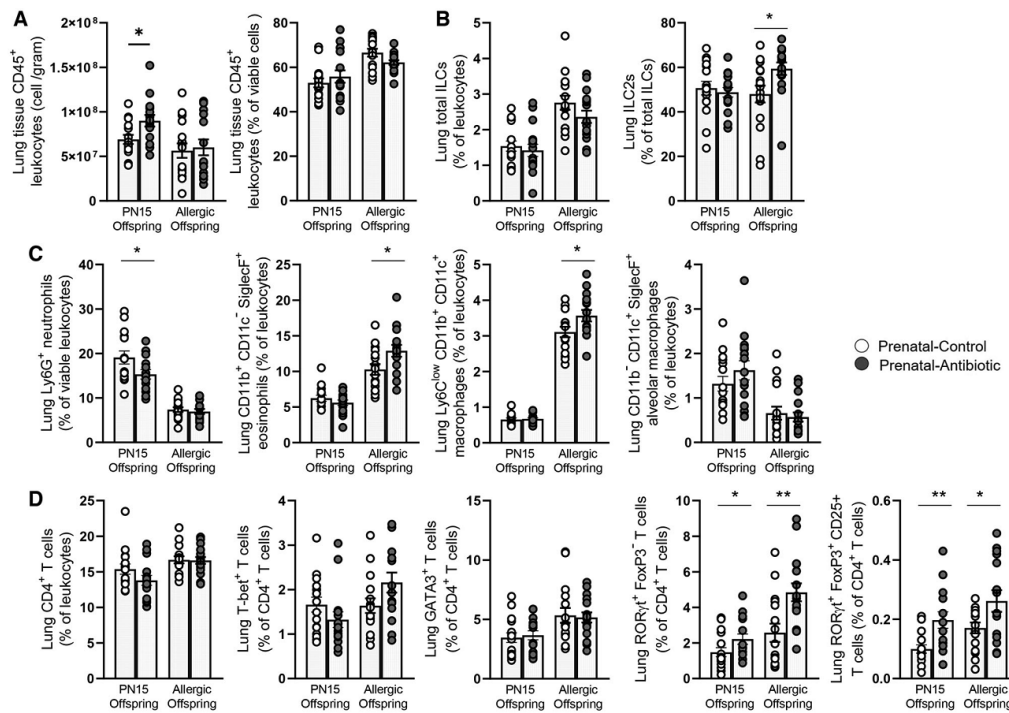 A
Lung tissue CD45+
leukocytes (cell /gram)
2×10⁸
1.5×10⁸
1×10⁸
5×10⁷
0
*
PN15
Offspring
Allergic
Offspring
Lung tissue CD45+
leukocytes (% of viable cells )
80
60
40
20
0
PN15
Offspring
Allergic
Offspring
B
Lung total ILCs
(% of leukocytes)
5
4
3
2
1
0
PN15
Offspring
Allergic
Offspring
Lung ILC2s
(% of total ILCs)
80
60
40
20
0
*
PN15
Offspring
Allergic
Offspring
C
Lung Ly6G⁺ neutrophils
(% of viable leukocytes)
40
30
20
10
0
*
PN15
Offspring
Allergic
Offspring
Lung CD11b⁺ CD11c⁻ SiglecF⁺
eosinophils (% of leukocytes)
25
20
15
10
5
0
*
PN15
Offspring
Allergic
Offspring
Lung Ly6Cˡᵒʷ CD11b⁺ CD11c⁺
macrophages (% of leukocytes)
5
4
3
2
1
0
*
PN15
Offspring
Allergic
Offspring
Lung CD11b⁻ CD11c⁺ SiglecF⁺
alveolar macrophages
(% of leukocytes)
4
3
2
1
0
PN15
Offspring
Allergic
Offspring
Prenatal-Control
Prenatal-Antibiotic
D
Lung CD4⁺ T cells
(% of leukocytes)
25
20
15
10
5
0
PN15
Offspring
Allergic
Offspring
Lung T-bet⁺ T cells
(% of CD4⁺ T cells)
4
3
2
1
0
PN15
Offspring
Allergic
Offspring
Lung GATA3⁺ T cells
(% of CD4⁺ T cells)
15
10
5
0
PN15
Offspring
Allergic
Offspring
Lung RORγt⁺ FoxP3⁻ T cells
(% of CD4⁺ T cells)
10
8
6
4
2
0
*
**
PN15
Offspring
Allergic
Offspring
Lung RORγt⁺ FoxP3⁺ CD25+
T cells (% of CD4⁺ T cells)
0.6
0.4
0.2
0.0
**
*
PN15
Offspring
Allergic
Offspring